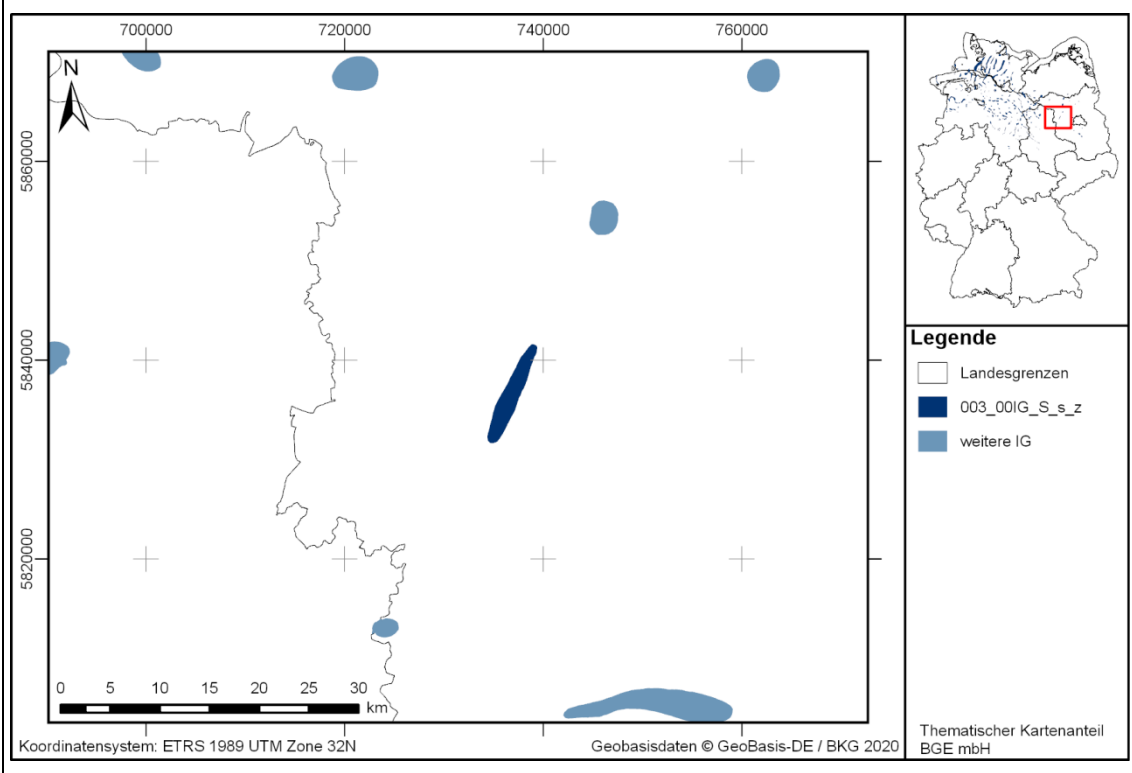 700000
720000
740000
760000
N
5860000
5840000
5820000
0
5
10
15
20
25
30
km
Koordinatensystem: ETRS 1989 UTM Zone 32N
Geobasisdaten © GeoBasis-DE / BKG 2020
Legende
Landesgrenzen
003_00IG_S_s_z
weitere IG
Thematischer Kartenanteil
BGE mbH